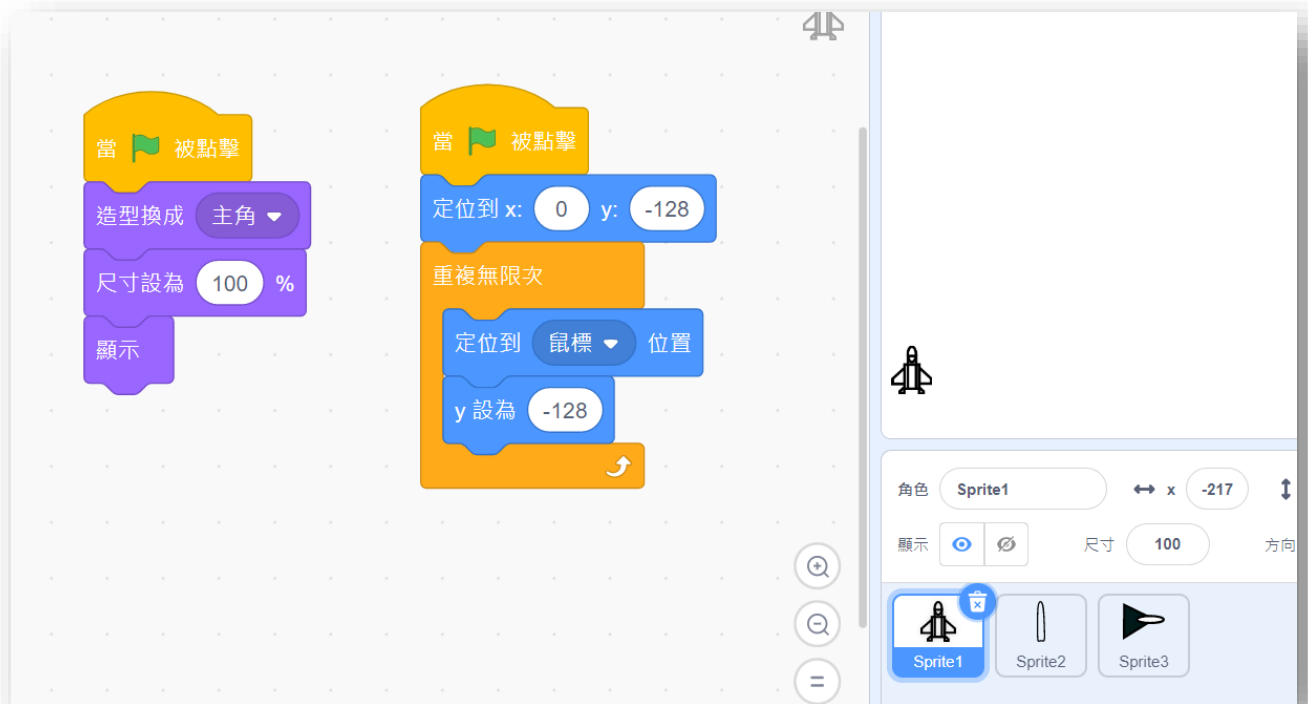 當 被點擊
造型換成 主角
尺寸設為 100 %
顯示
當 被點擊
定位到 x: 0 y: -128
重複無限次
定位到 鼠標 位置
y 設為 -128
角色 Sprite1 x -217
顯示 尺寸 100 方向
Sprite1 Sprite2 Sprite3